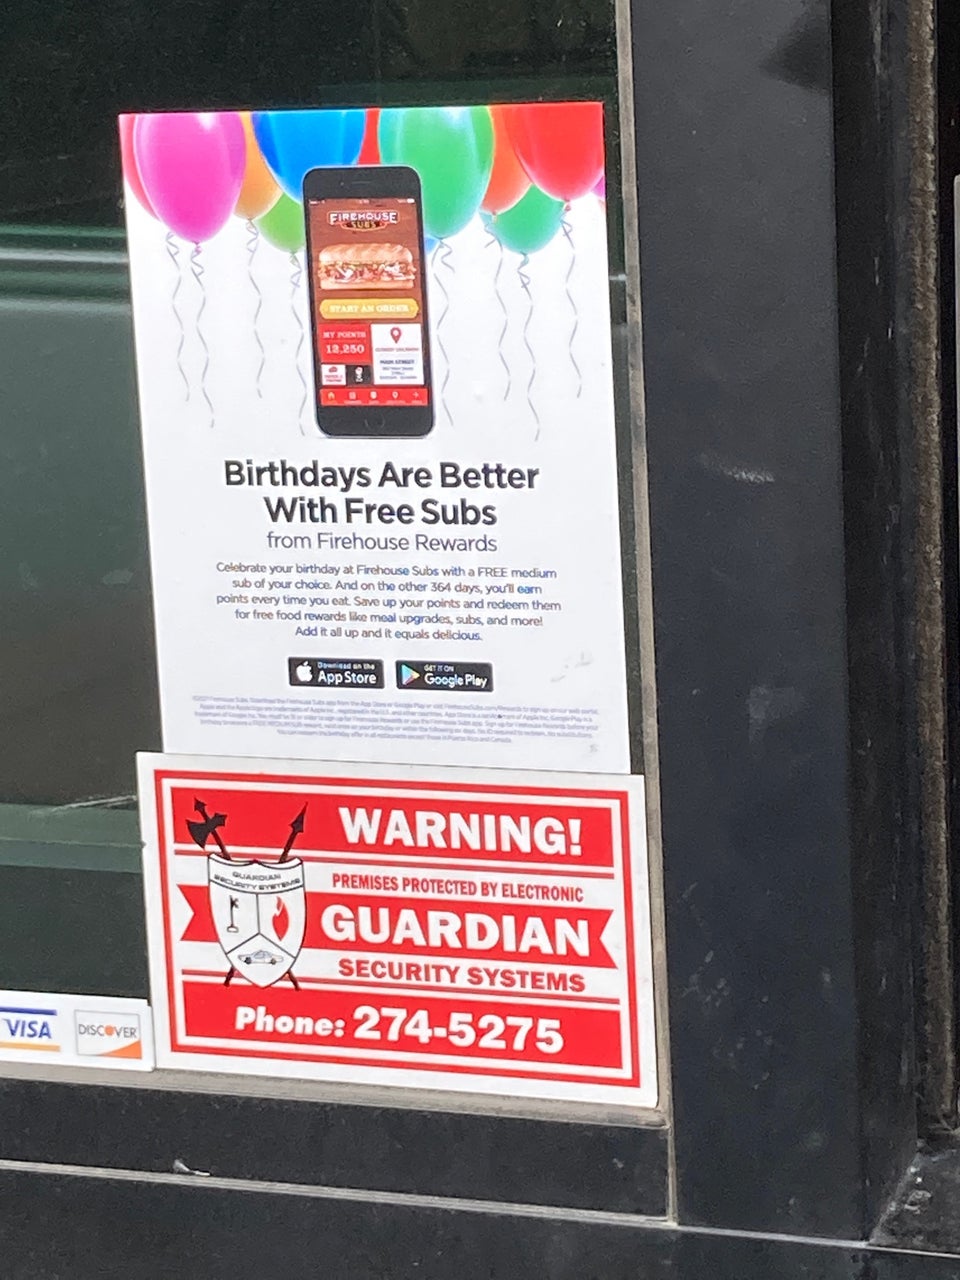 FIREHOUSE
SUBS
START AN ORDER
MY POINTS
12,250
MAIN STREET
Birthdays Are Better
With Free Subs
from Firehouse Rewards
Celebrate your birthday at Firehouse Subs with a FREE medium
sub of your choice. And on the other 364 days, you'll earn
points every time you eat. Save up your points and redeem them
for free food rewards like meal upgrades, subs, and more!
Add it all up and it equals delicious.
Download on the
App Store
GET IT ON
Google Play
WARNING!
GUARDIAN
SECURITY SYSTEMS
PREMISES PROTECTED BY ELECTRONIC
GUARDIAN
SECURITY SYSTEMS
Phone: 274-5275
VISA
DISCOVER